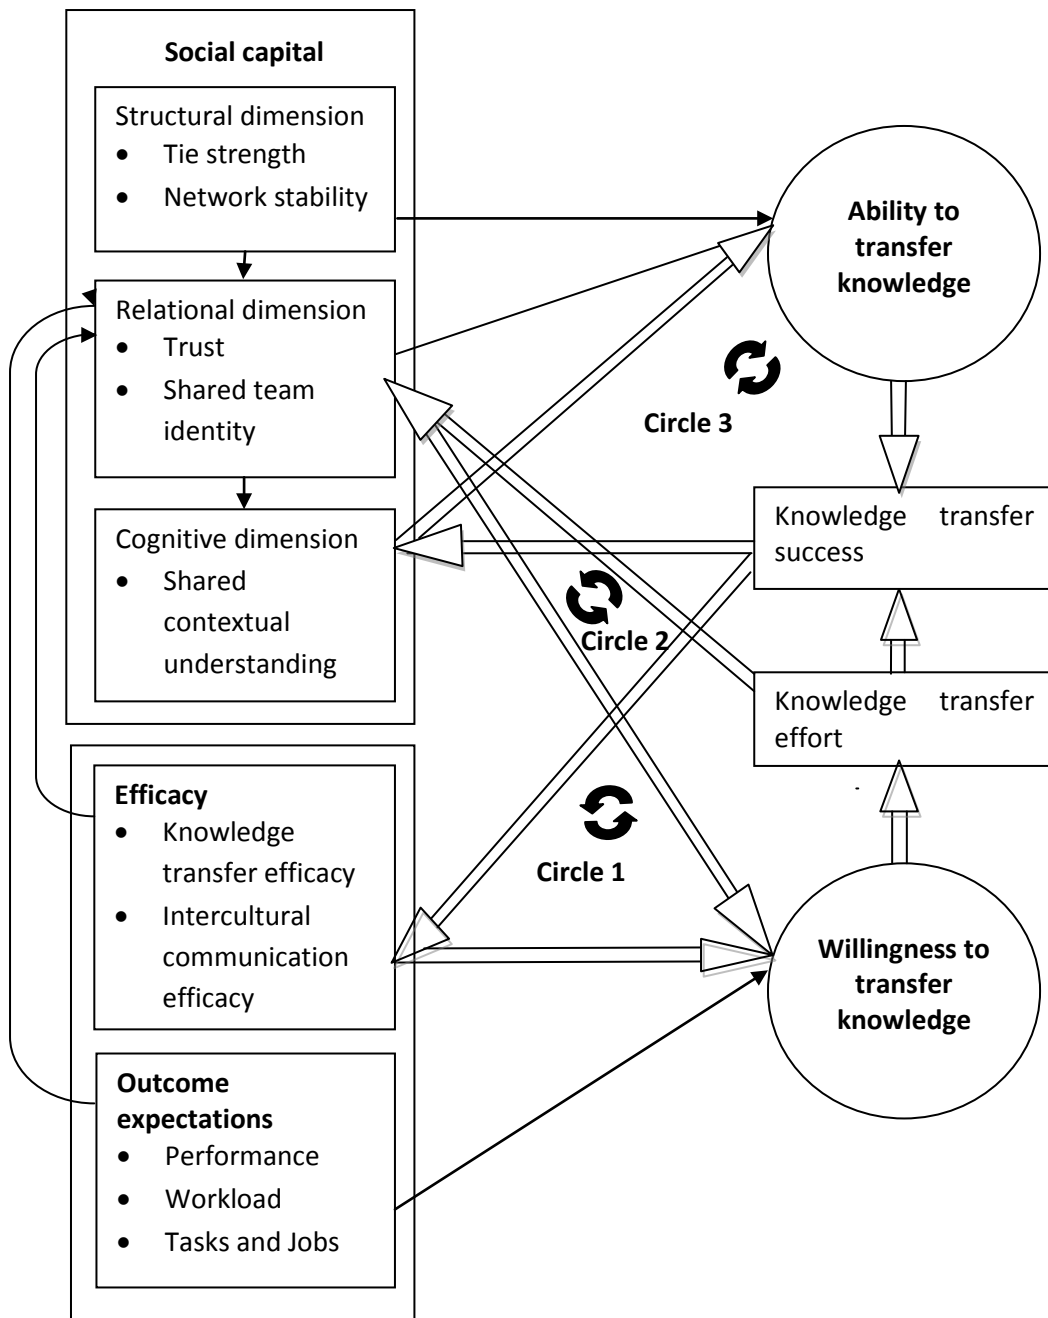 Social capital
Structural dimension
• Tie strength
• Network stability
Relational dimension
• Trust
• Shared team
identity
Cognitive dimension
• Shared
contextual
understanding
Efficacy
• Knowledge
transfer efficacy
• Intercultural
communication
efficacy
Outcome
expectations
• Performance
• Workload
• Tasks and Jobs
Ability to
transfer
knowledge
Circle 3
Knowledge transfer
success
Circle 2
Knowledge transfer
effort
Circle 1
Willingness to
transfer
knowledge